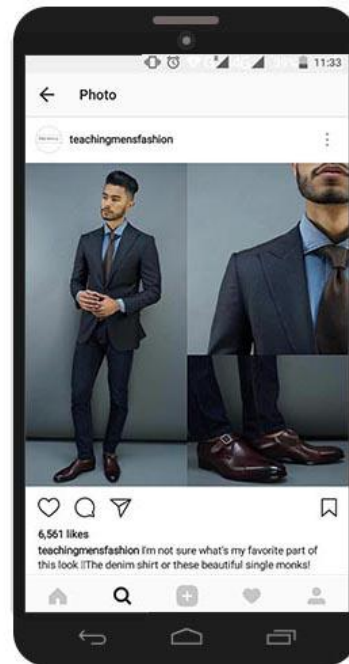 11:33
Photo
teachingmensfashion
6,561 likes
teachingmensfashion I'm not sure what's my favorite part of
this look !!The denim shirt or these beautiful single monks!